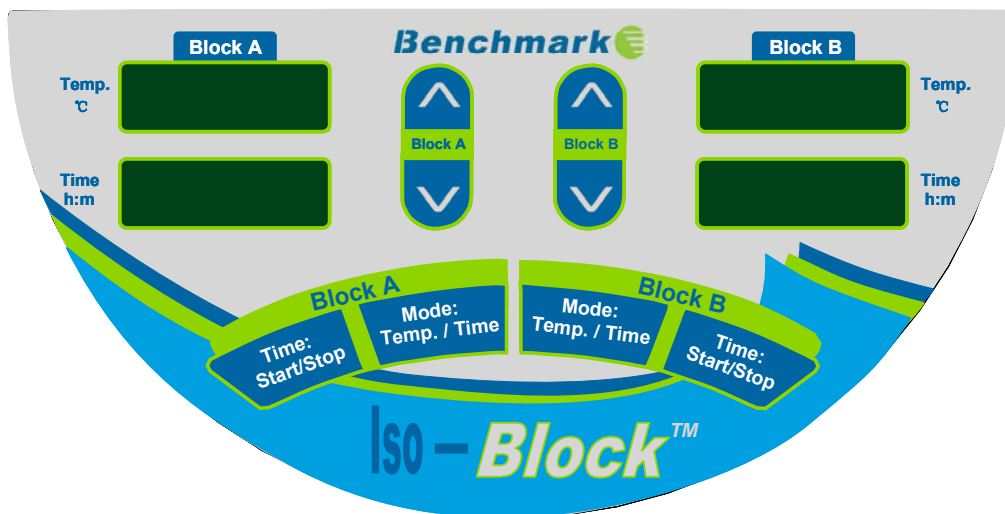 Block A
Benchmark
Block B
Temp.
℃
Block A
Block B
Temp.
℃
Time
h:m
Time
h:m
Block A
Block B
Time:
Start/Stop
Mode:
Temp. / Time
Mode:
Temp. / Time
Time:
Start/Stop
Iso – Block™